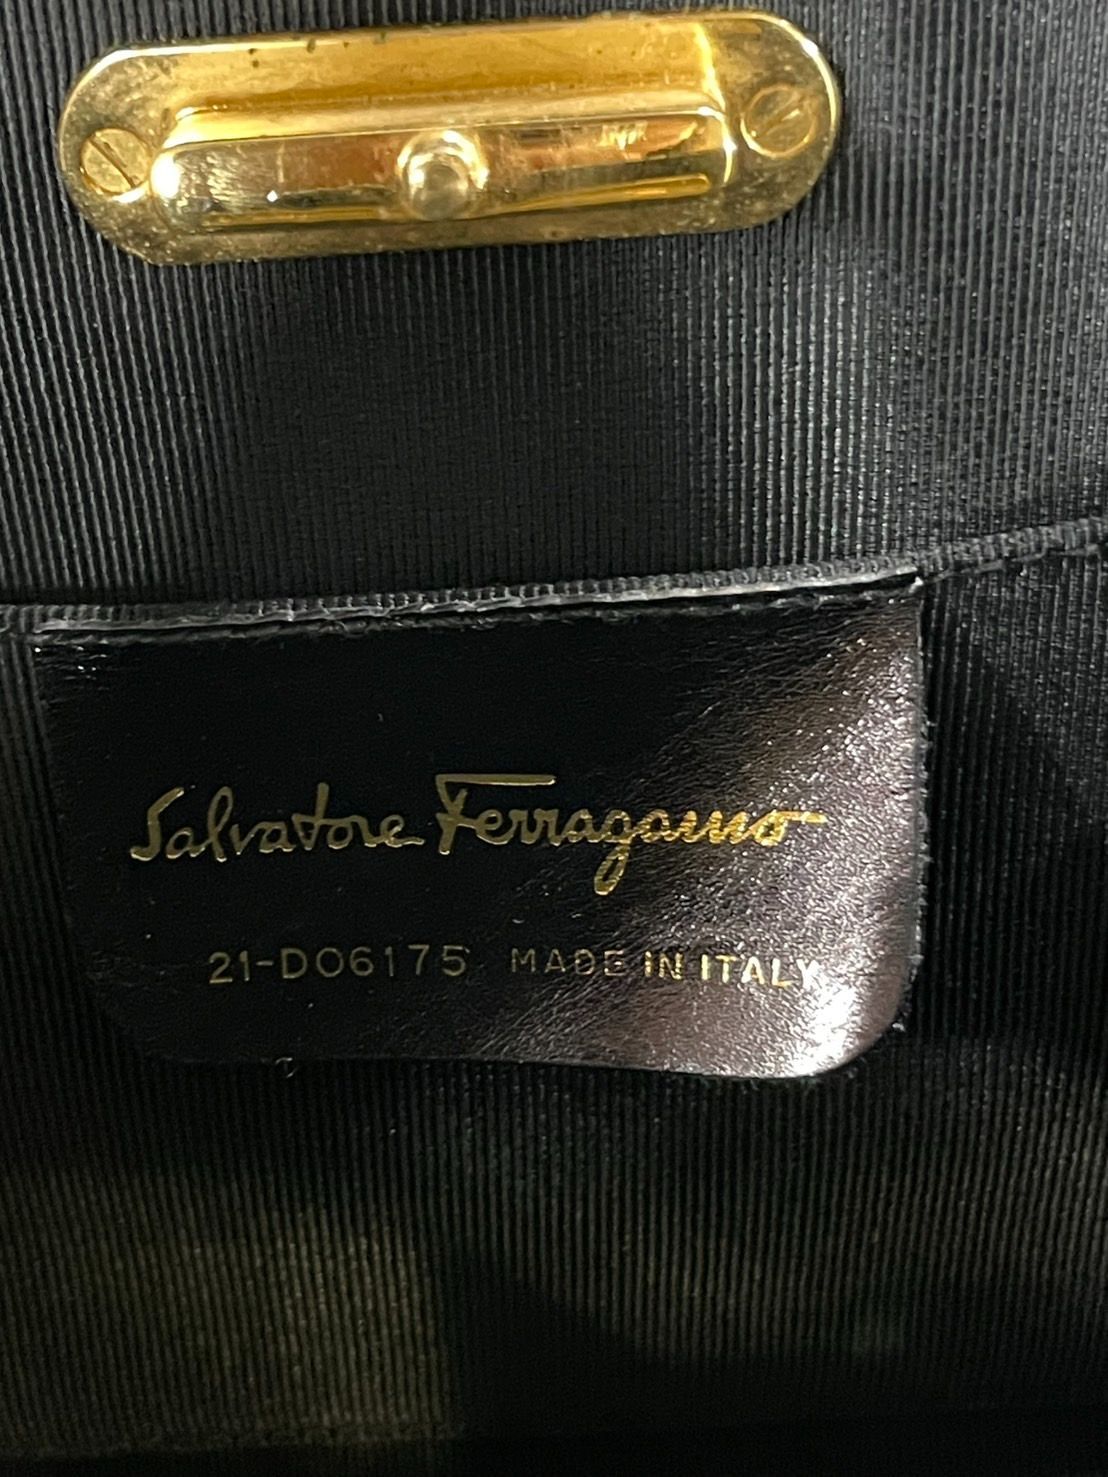 Salvatore Ferragamo
21-D06175 MADE IN ITALY